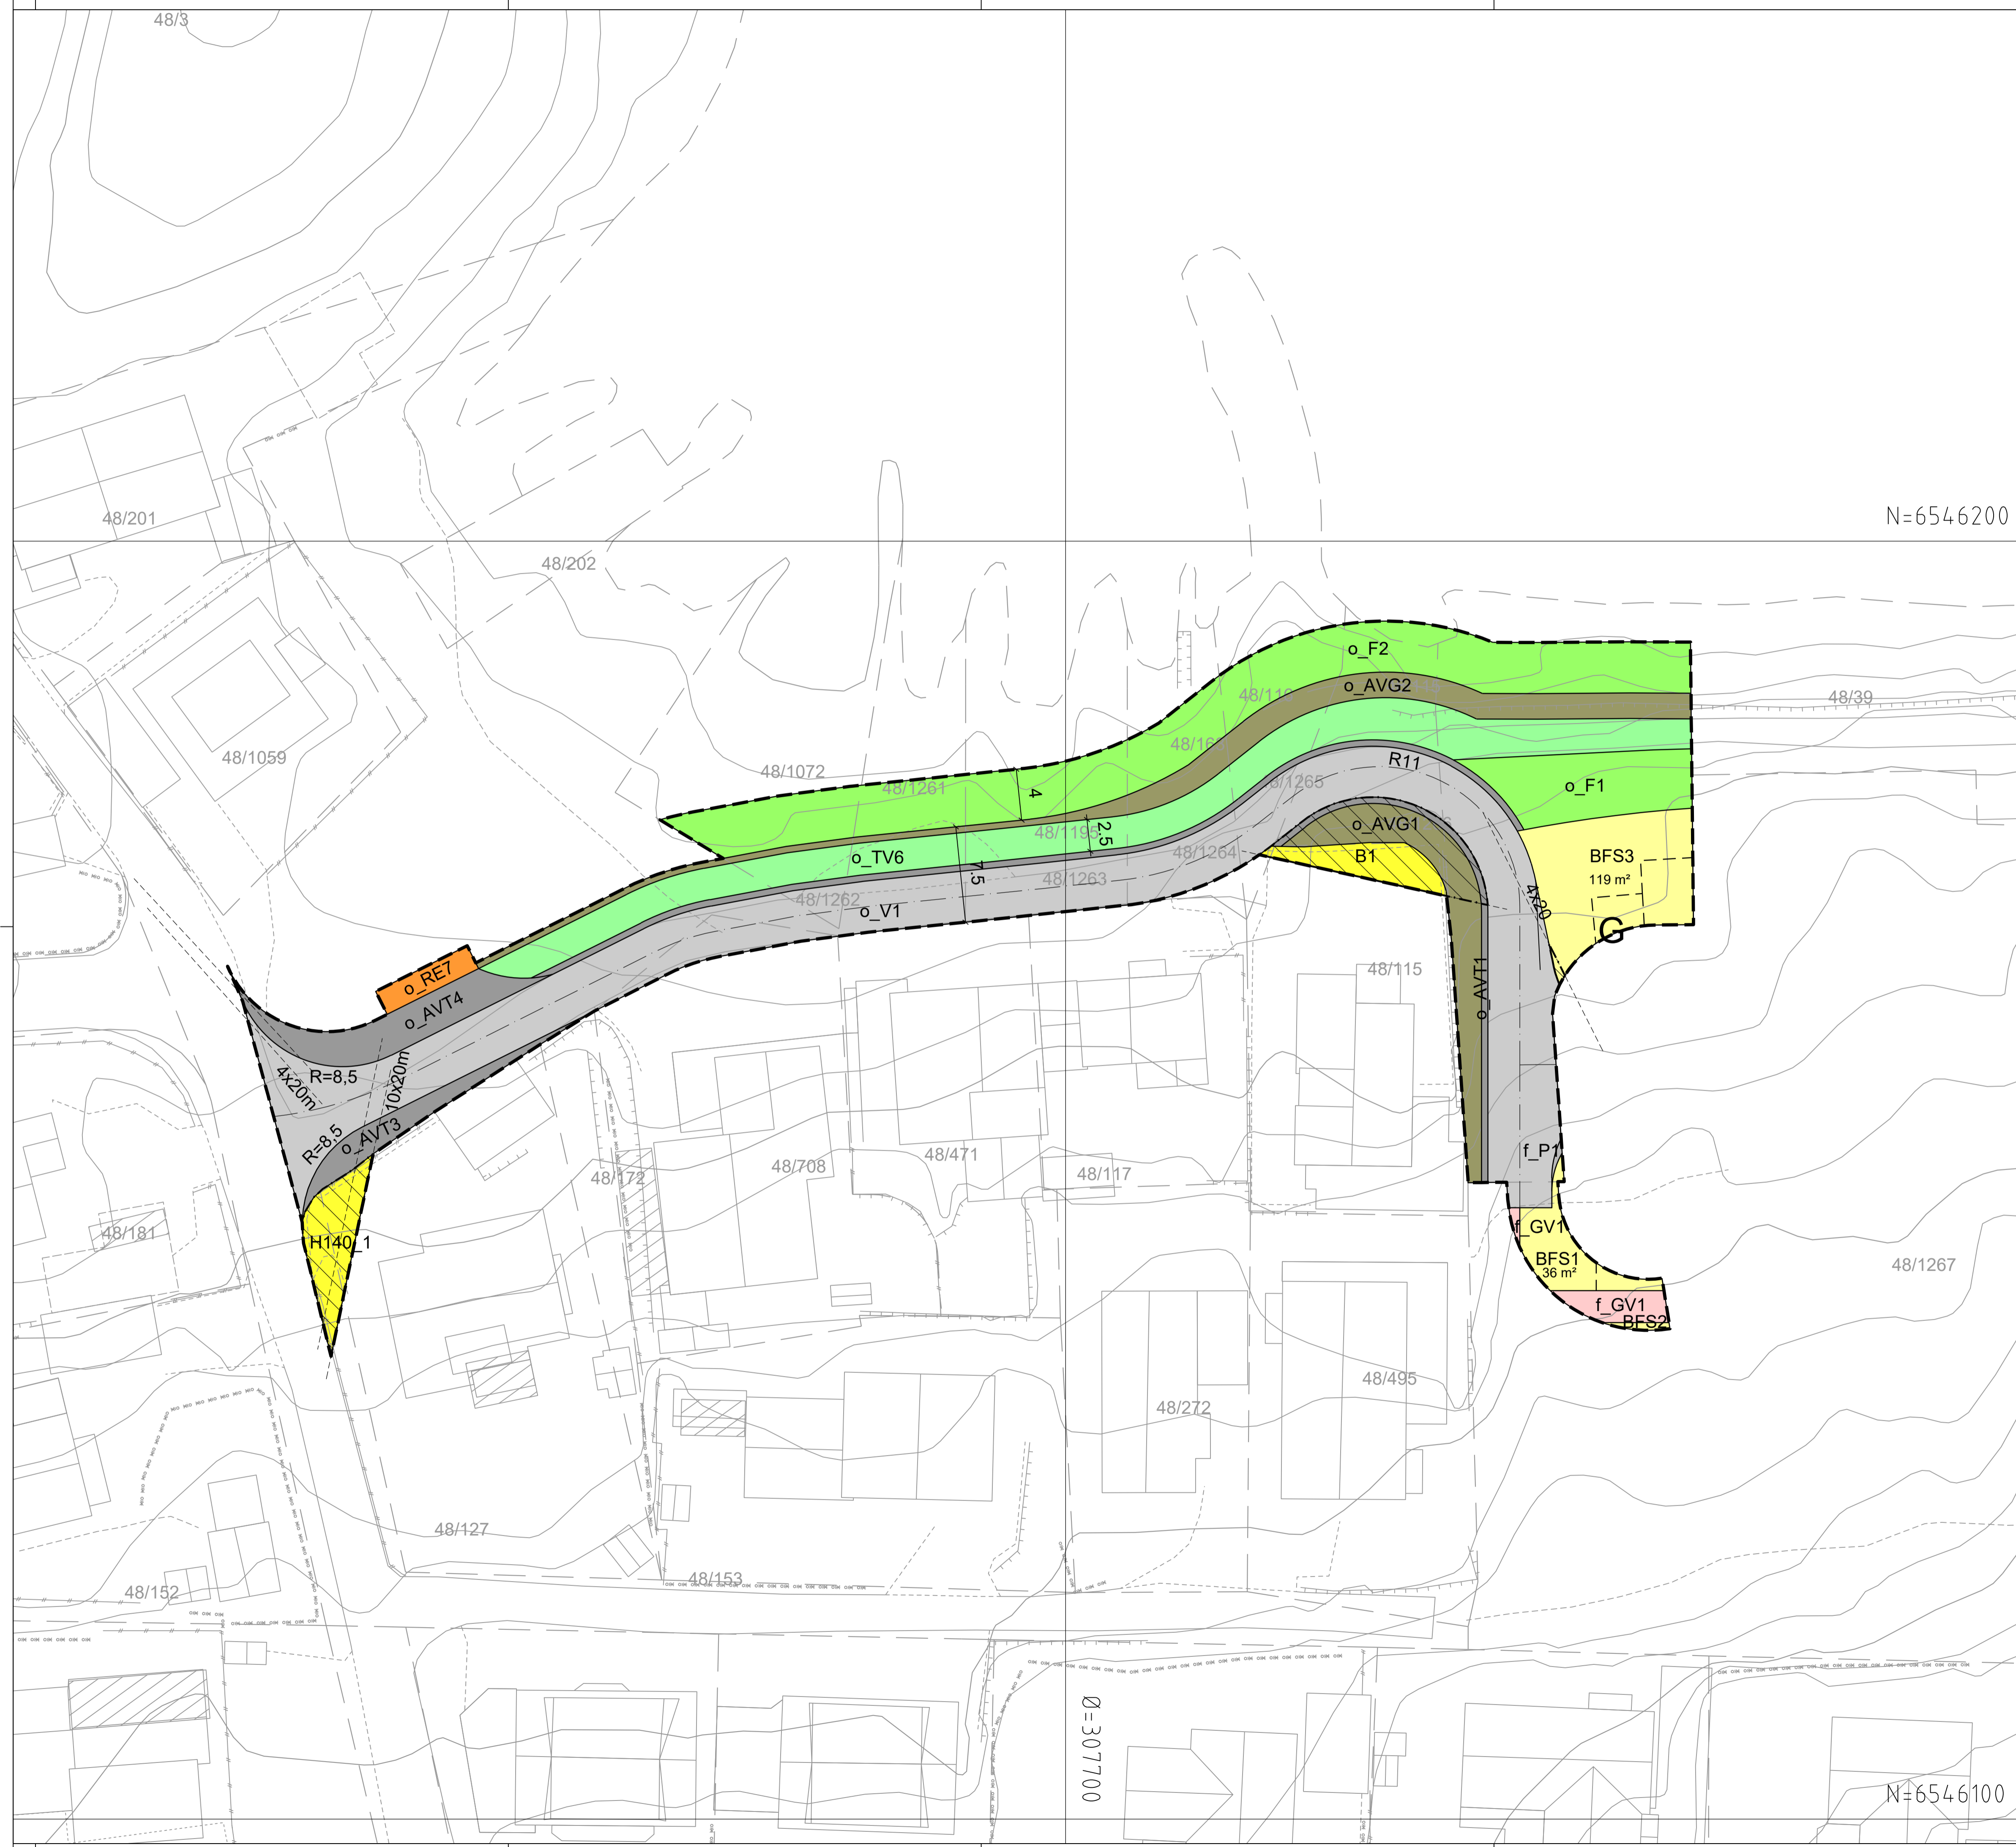 48/3
N=6546200
48/201
48/202
o_F2
o_AVG2
48/39
48/1059
48/1072
48/1261
4
R11
48/1265
o_F1
48/1195
2.5
o_AVG1
o_TV6
7.5
48/1264
B1
BFS3
119 m²
48/1263
48/1262
o_V1
4x20
G
48/115
o_RE7
o_AVT4
o_AVT1
R=8,5
4x20m
10x20m
R=8,5
o_AVT3
f_P1
48/172
48/708
48/471
48/117
48/181
H140_1
f_GV1
BFS1
36 m²
48/1267
f_GV1
BFS2
48/495
48/272
48/127
48/153
48/152
Ø=307700
N=6546100